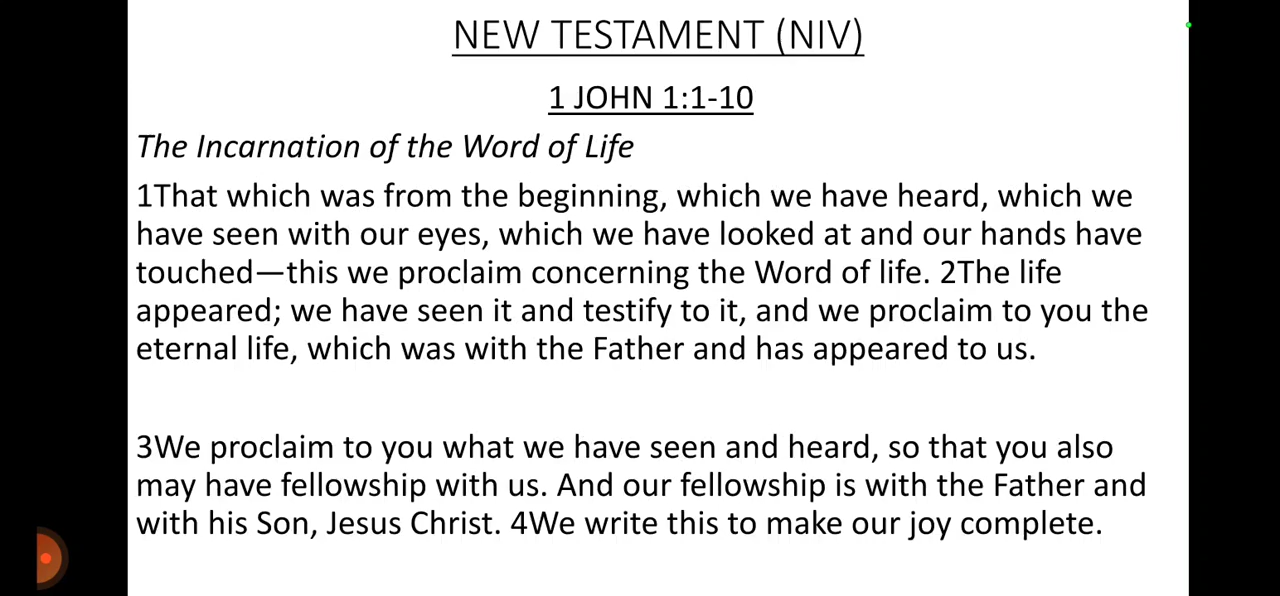 NEW TESTAMENT (NIV)
1 JOHN 1:1-10
The Incarnation of the Word of Life
1That which was from the beginning, which we have heard, which we
have seen with our eyes, which we have looked at and our hands have
touched—this we proclaim concerning the Word of life. 2The life
appeared; we have seen it and testify to it, and we proclaim to you the
eternal life, which was with the Father and has appeared to us.
3We proclaim to you what we have seen and heard, so that you also
may have fellowship with us. And our fellowship is with the Father and
with his Son, Jesus Christ. 4We write this to make our joy complete.